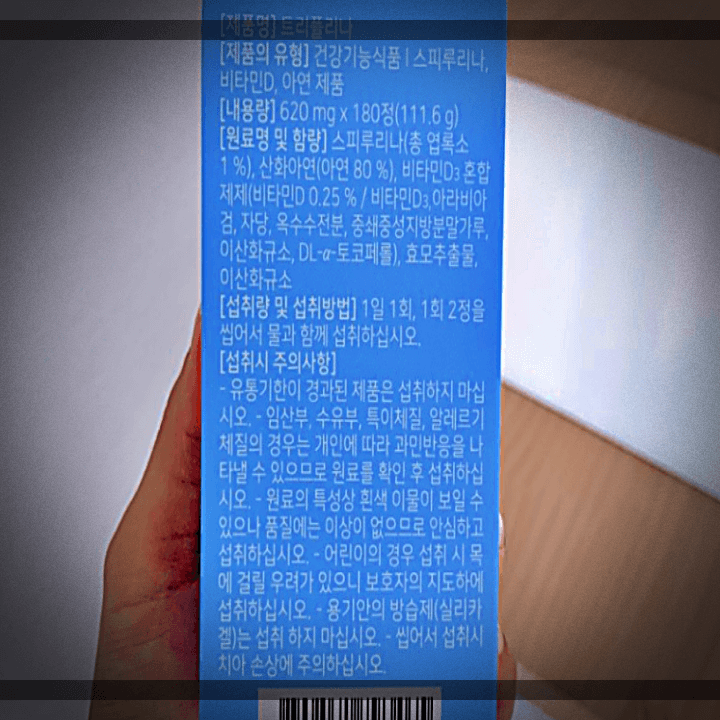 [제품명] 트리플리나
[제품의 유형] 건강기능식품 | 스피루리나,
비타민D, 아연 제품
[내용량] 620 mg x 180정(111.6 g)
[원료명 및 함량] 스피루리나(총 엽록소
1 %), 산화아연(아연 80 %), 비타민D₃ 혼합
제제(비타민D 0.25 % / 비타민D₃,아라비아
검, 자당, 옥수수전분, 중쇄중성지방분말가루,
이산화규소, DL-α-토코페롤), 효모추출물,
이산화규소
[섭취량 및 섭취방법] 1일 1회, 1회 2정을
씹어서 물과 함께 섭취하십시오.
[섭취시 주의사항]
- 유통기한이 경과된 제품은 섭취하지 마십
시오. - 임산부, 수유부, 특이체질, 알레르기
체질의 경우는 개인에 따라 과민반응을 나
타낼 수 있으므로 원료를 확인 후 섭취하십
시오. - 원료의 특성상 흰색 이물이 보일 수
있으나 품질에는 이상이 없으므로 안심하고
섭취하십시오. - 어린이의 경우 섭취 시 목
에 걸릴 우려가 있으니 보호자의 지도하에
섭취하십시오. - 용기안의 방습제(실리카
겔)는 섭취 하지 마십시오. - 씹어서 섭취시
치아 손상에 주의하십시오.